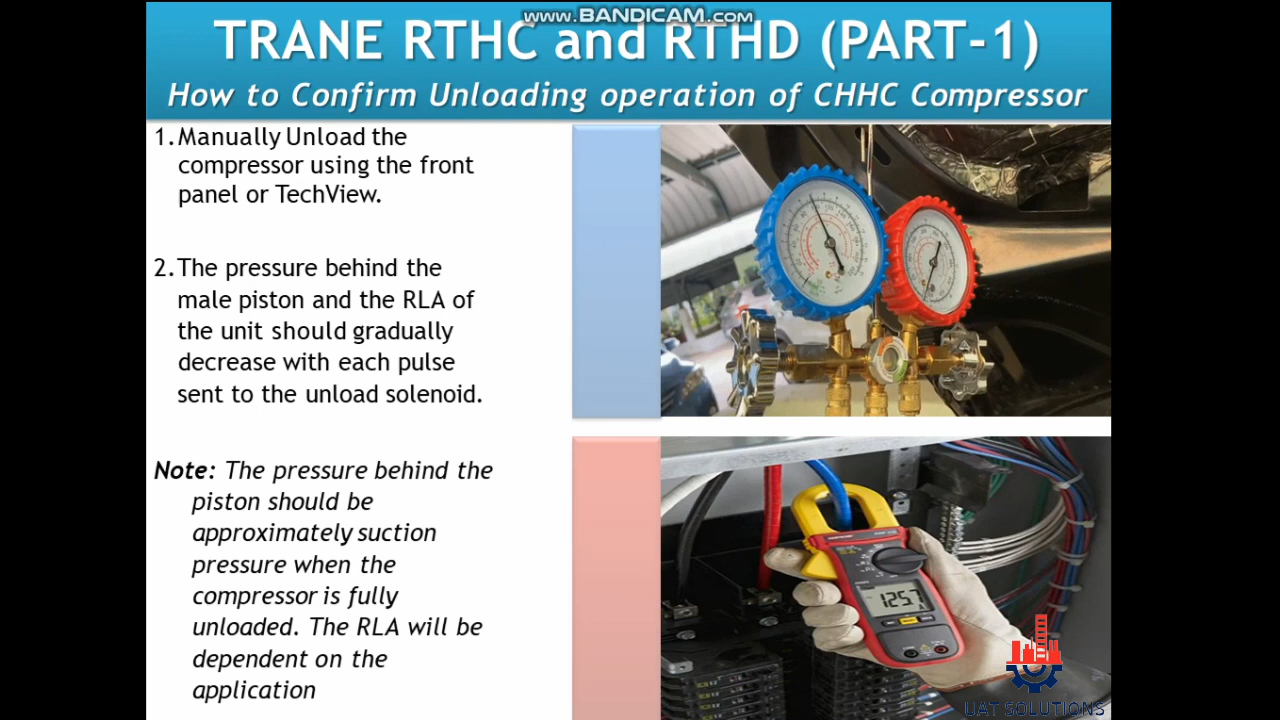 www.BANDICAM.com
TRANE RTHC and RTHD (PART-1)
How to Confirm Unloading operation of CHHC Compressor
1. Manually Unload the
compressor using the front
panel or TechView.
2. The pressure behind the
male piston and the RLA of
the unit should gradually
decrease with each pulse
sent to the unload solenoid.
Note: The pressure behind the
piston should be
approximately suction
pressure when the
compressor is fully
unloaded. The RLA will be
dependent on the
application
125.7
UAT SOLUTIONS